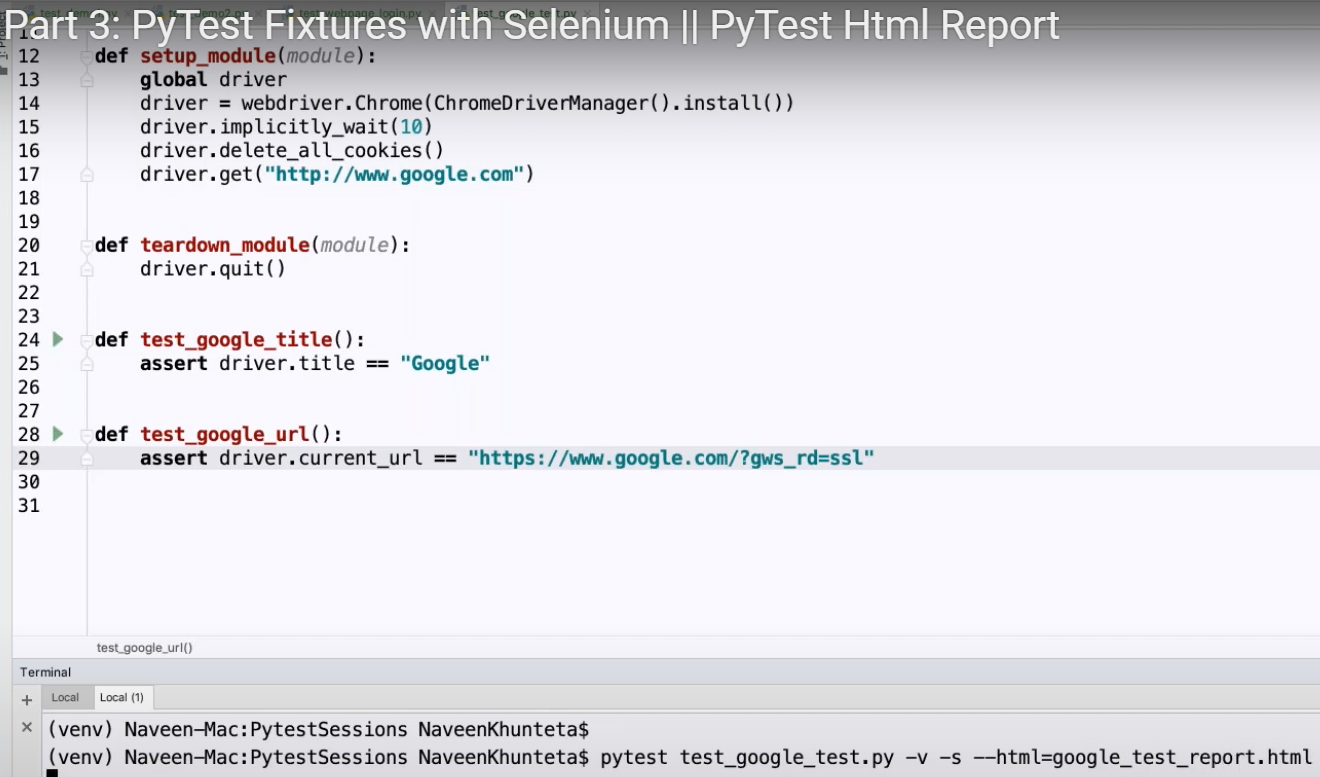 Part 3: PyTest Fixtures with Selenium || PyTest Html Report
12 def setup_module(module):
13 global driver
14 driver = webdriver.Chrome(ChromeDriverManager().install())
15 driver.implicitly_wait(10)
16 driver.delete_all_cookies()
17 driver.get("http://www.google.com")
18
19
20 def teardown_module(module):
21 driver.quit()
22
23
24 def test_google_title():
25 assert driver.title == "Google"
26
27
28 def test_google_url():
29 assert driver.current_url == "https://www.google.com/?gws_rd=ssl"
30
31
test_google_url()
Terminal
+ Local Local (1)
× (venv) Naveen-Mac:PytestSessions NaveenKhunteta$
(venv) Naveen-Mac:PytestSessions NaveenKhunteta$ pytest test_google_test.py -v -s --html=google_test_report.html